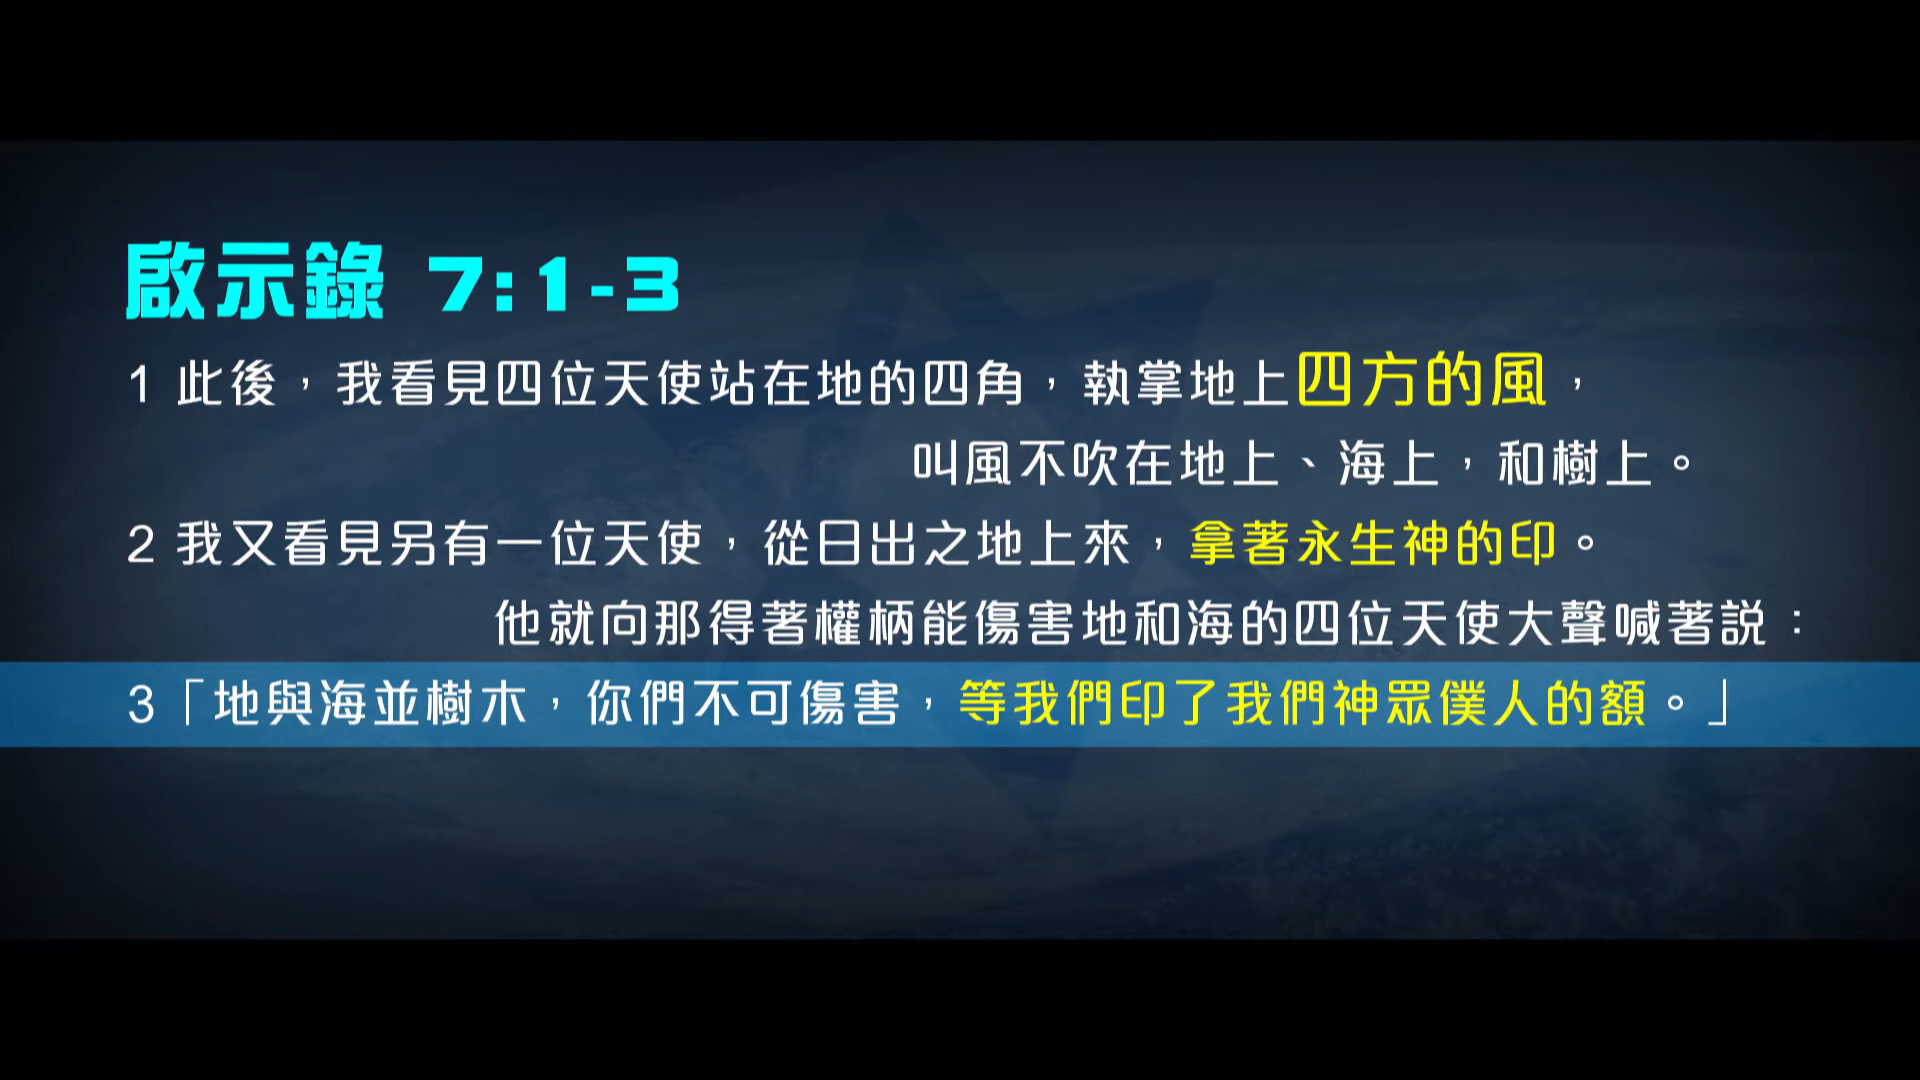 啟示錄 7:1-3
1 此後，我看見四位天使站在地的四角，執掌地上四方的風，
叫風不吹在地上、海上，和樹上。
2 我又看見另有一位天使，從日出之地上來，拿著永生神的印。
他就向那得著權柄能傷害地和海的四位天使大聲喊著説：
3「地與海並樹木，你們不可傷害，等我們印了我們神眾僕人的額。」